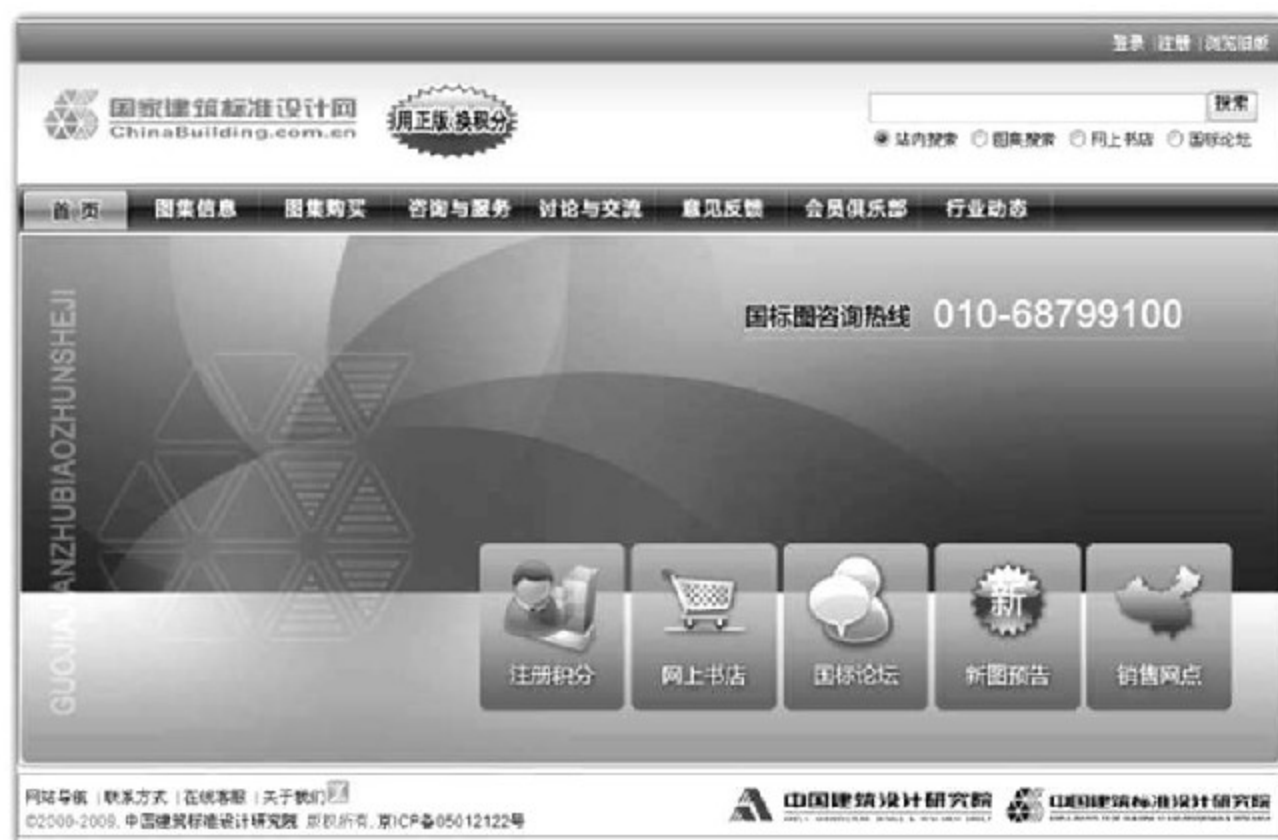 登录 | 注册 | 浏览旧版
国家建筑标准设计网
ChinaBuilding.com.cn
用正版 换积分
搜索
站内搜索 图集搜索 网上书店 国标论坛
首 页 图集信息 图集购买 咨询与服务 讨论与交流 意见反馈 会员俱乐部 行业动态
国标图咨询热线 010-68799100
GUOJIAJIANZHUBIAOZHUNSHEJI
注册积分 网上书店 国标论坛 新图预告 销售网点
新
网站导航 | 联系方式 | 在线客服 | 关于我们
©2000-2009, 中国建筑标准设计研究院 版权所有, 京ICP备05012122号
中国建筑设计研究院
中国建筑标准设计研究院